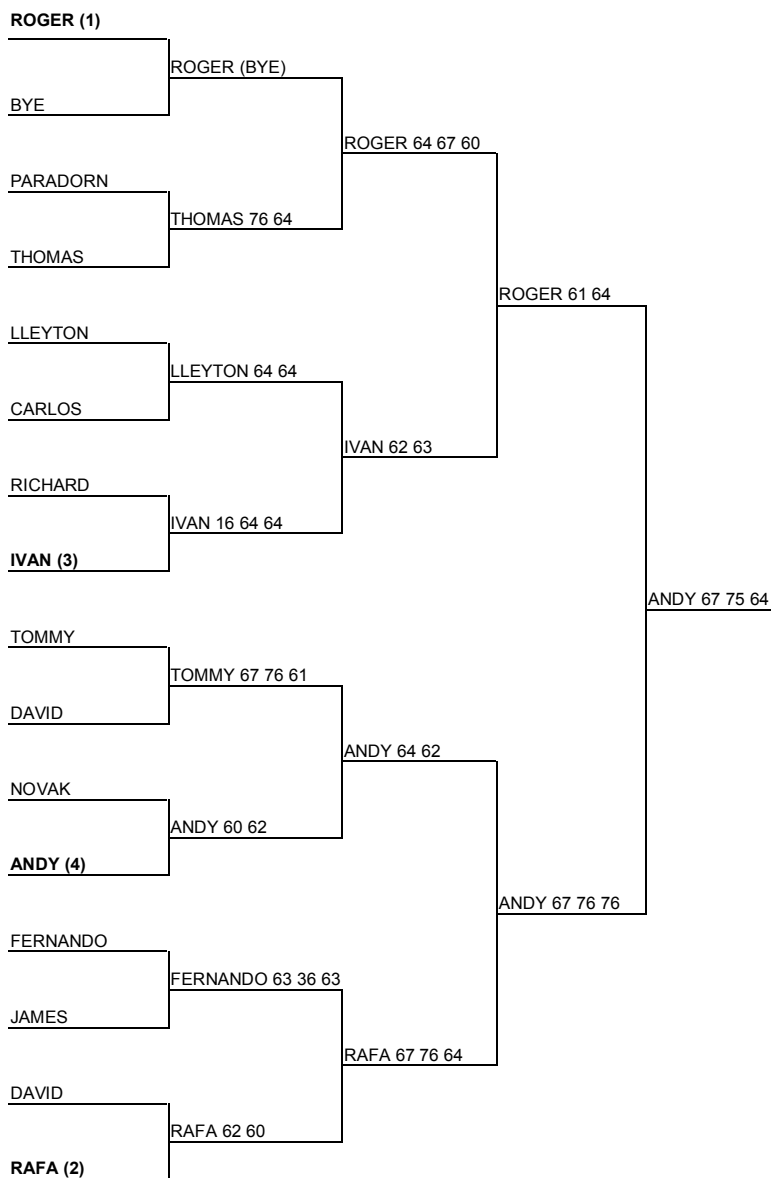 ROGER (1)
ROGER (BYE)
BYE
ROGER 64 67 60
PARADORN
THOMAS 76 64
THOMAS
ROGER 61 64
LLEYTON
LLEYTON 64 64
CARLOS
IVAN 62 63
RICHARD
IVAN 16 64 64
IVAN (3)
ANDY 67 75 64
TOMMY
TOMMY 67 76 61
DAVID
ANDY 64 62
NOVAK
ANDY 60 62
ANDY (4)
ANDY 67 76 76
FERNANDO
FERNANDO 63 36 63
JAMES
RAFA 67 76 64
DAVID
RAFA 62 60
RAFA (2)